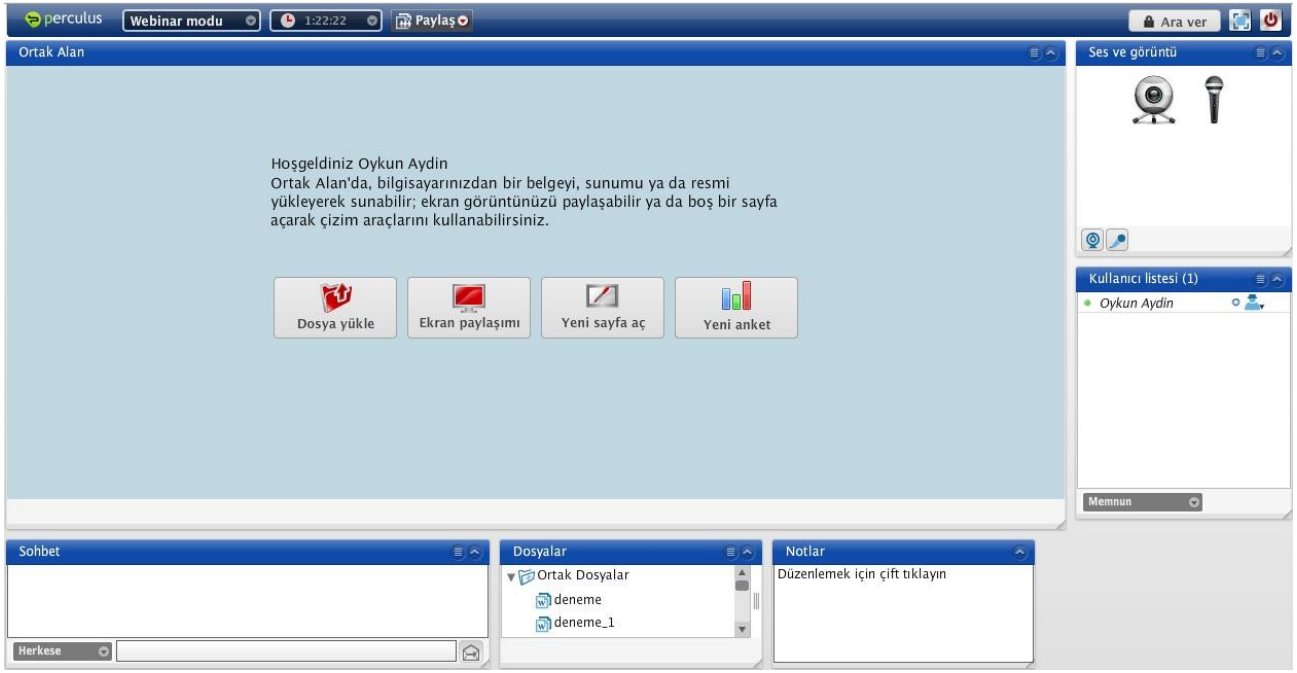 perculus
Webinar modu
1:22:22
Paylaş
Ara ver
Ortak Alan
Hoşgeldiniz Oykun Aydin
Ortak Alan'da, bilgisayarınızdan bir belgeyi, sunumu ya da resmi
yükleyerek sunabilir; ekran görüntünüzü paylaşabilir ya da boş bir sayfa
açarak çizim araçlarını kullanabilirsiniz.
Dosya yükle
Ekran paylaşımı
Yeni sayfa aç
Yeni anket
Ses ve görüntü
Kullanıcı listesi (1)
Oykun Aydin
Memnun
Sohbet
Herkese
Dosyalar
Ortak Dosyalar
deneme
deneme_1
Notlar
Düzenlemek için çift tıklayın